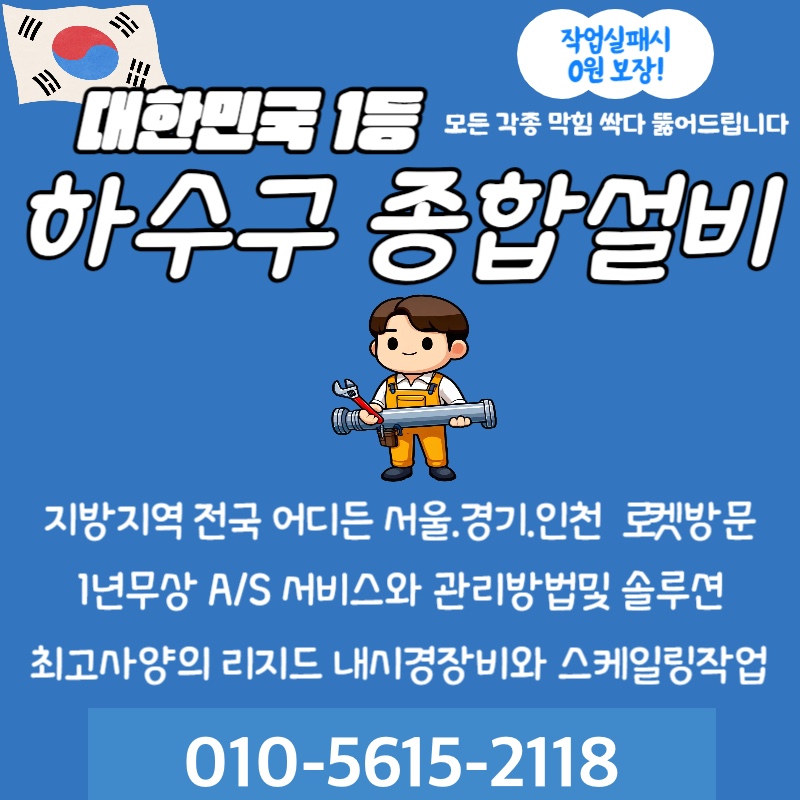 작업실패시
0원 보장!
대한민국 1등
모든 각종 막힘 싹다 뚫어드립니다
하수구 종합설비
지방지역 전국 어디든 서울.경기.인천 로켓방문
1년무상 A/S 서비스와 관리방법및 솔루션
최고사양의 리지드 내시경장비와 스케일링작업
010-5615-2118